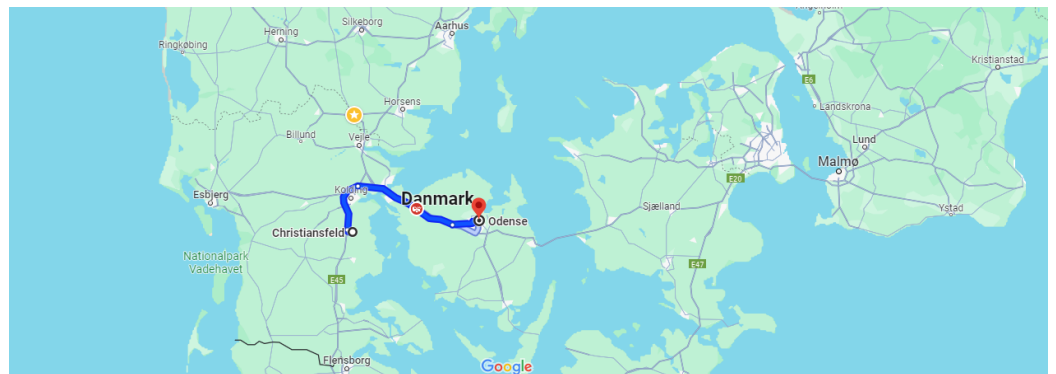 Silkeborg
Aarhus
Herning
Ringkøbing
Kristianstad
E6
Horsens
Landskrona
Billund
Vejle
Lund
Malmø
E20
Kolding
Danmark
Esbjerg
Sjælland
Ystad
Odense
Christiansfeld
Nationalpark
Vadehavet
E47
E45
Flensborg
Google